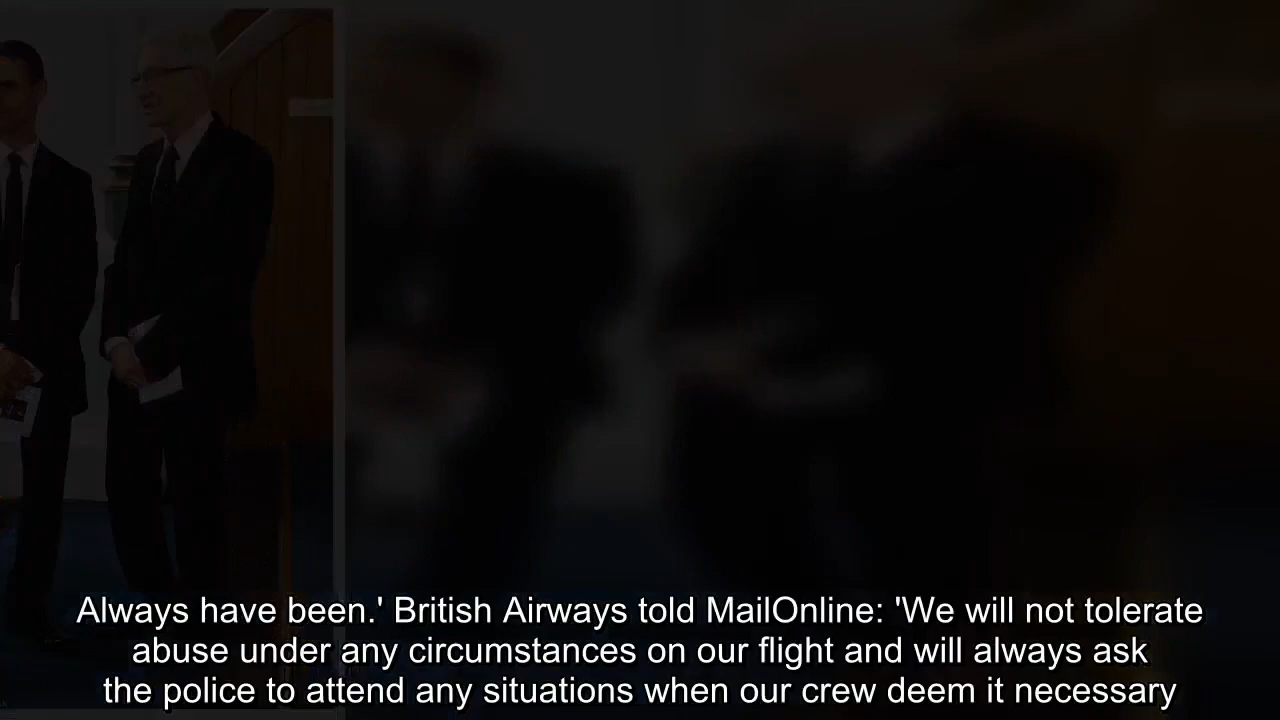 Always have been.' British Airways told MailOnline: 'We will not tolerate
abuse under any circumstances on our flight and will always ask
the police to attend any situations when our crew deem it necessary